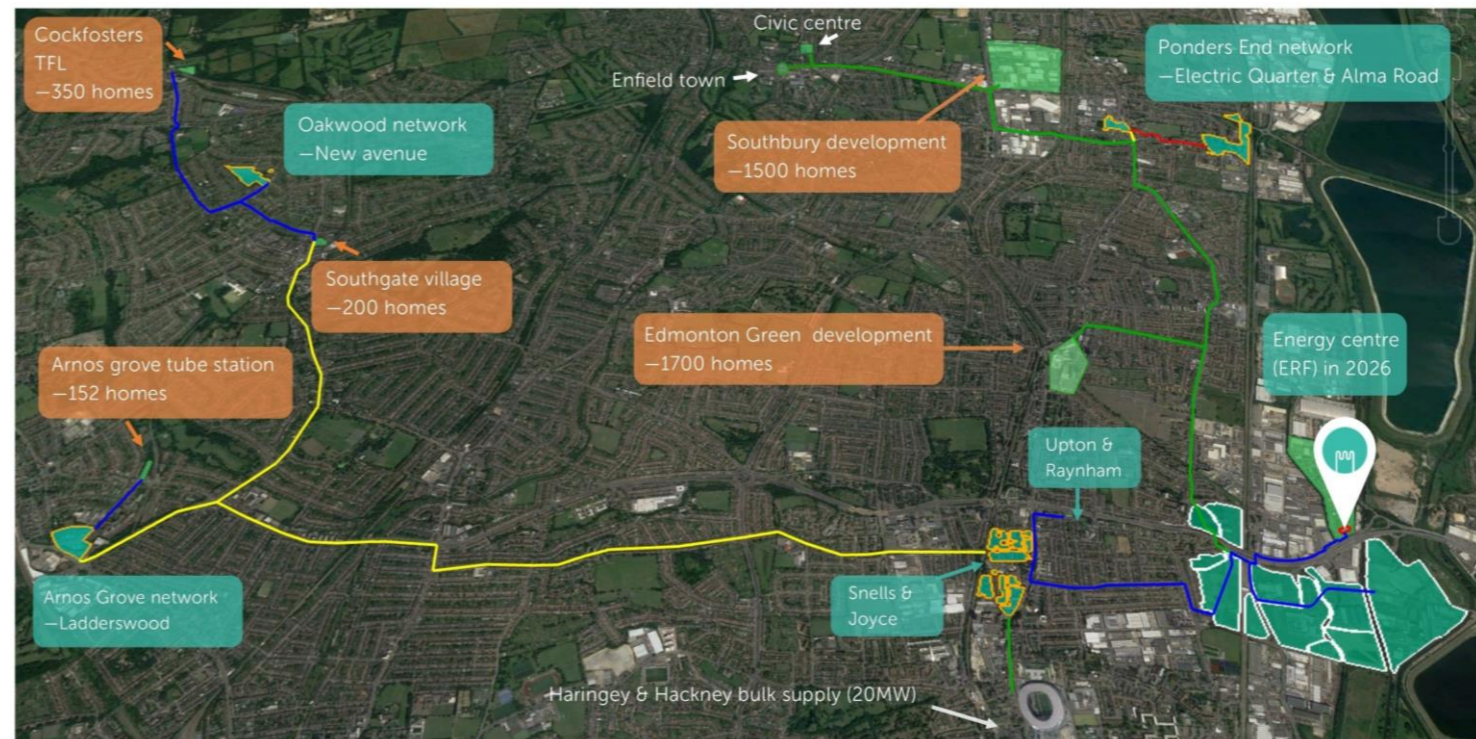 Cockfosters
TFL
—350 homes
Civic centre
Enfield town
Ponders End network
—Electric Quarter & Alma Road
Oakwood network
—New avenue
Southbury development
—1500 homes
Southgate village
—200 homes
Edmonton Green development
—1700 homes
Energy centre
(ERF) in 2026
Arnos grove tube station
—152 homes
Upton &
Raynham
Arnos Grove network
—Ladderswood
Snells &
Joyce
Haringey & Hackney bulk supply (20MW)